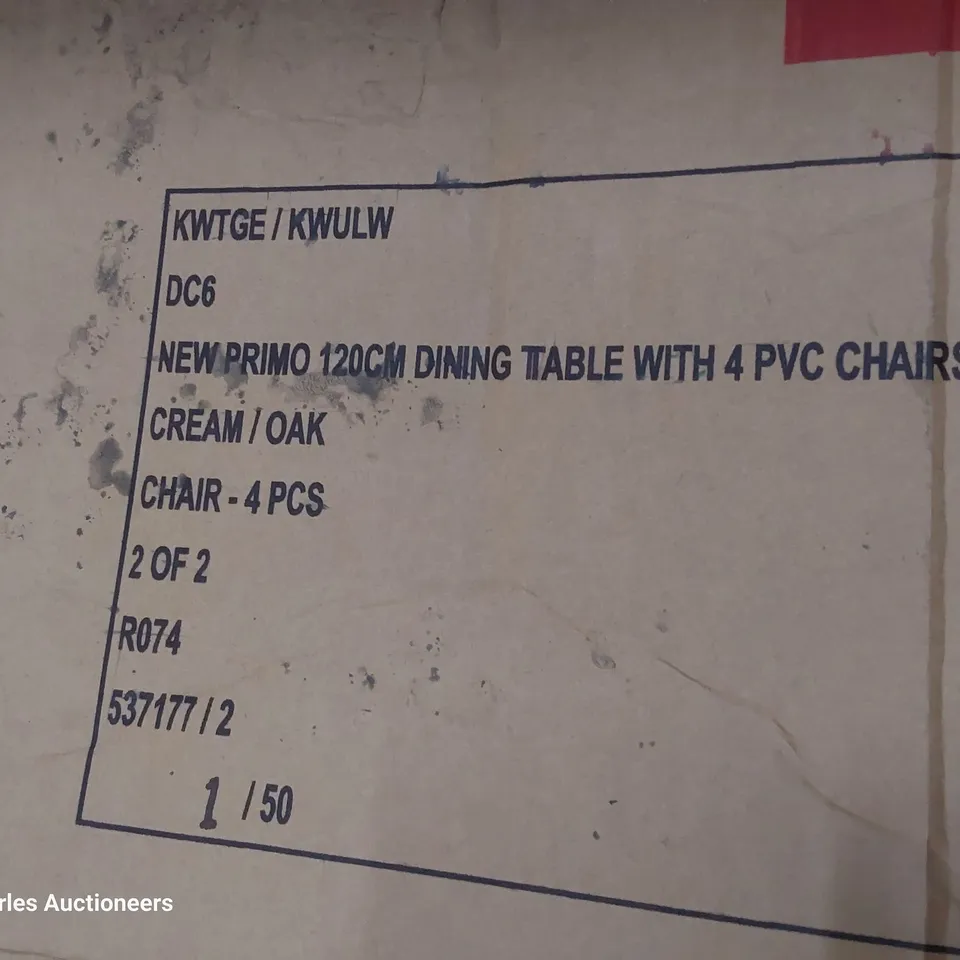 KWTGE / KWULW
DC6
NEW PRIMO 120CM DINING TABLE WITH 4 PVC CHAIRS
CREAM / OAK
CHAIR - 4 PCS
2 OF 2
R074
537177 / 2
1 / 50
rles Auctioneers